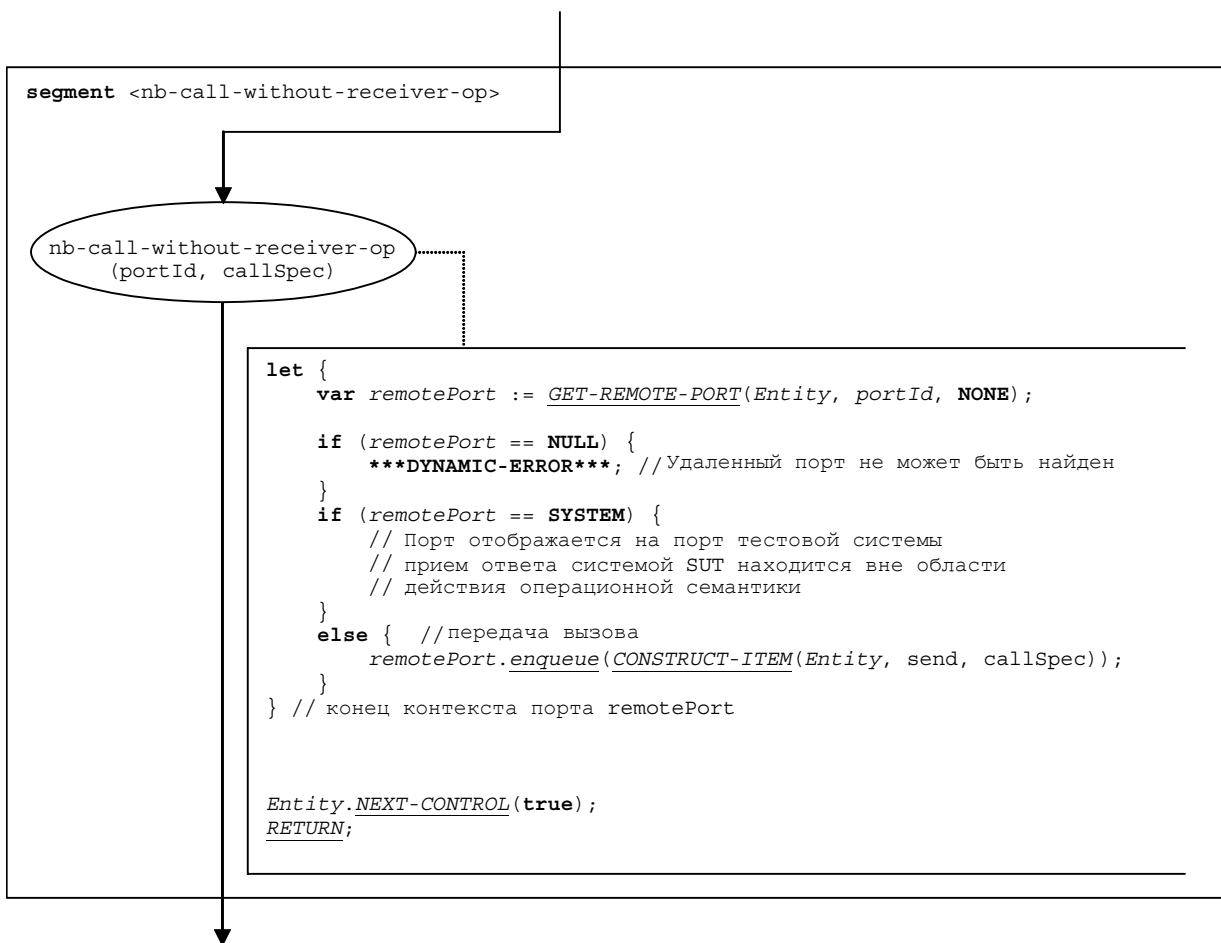 segment <nb-call-without-receiver-op>
nb-call-without-receiver-op
(portId, callSpec)
let {
var remotePort := GET-REMOTE-PORT(Entity, portId, NONE);
if (remotePort == NULL) {
***DYNAMIC-ERROR***; //Удаленный порт не может быть найден
}
if (remotePort == SYSTEM) {
// Порт отображается на порт тестовой системы
// прием ответа системой SUT находится вне области
// действия операционной семантики
}
else { //передача вызова
remotePort.enqueue(CONSTRUCT-ITEM(Entity, send, callSpec));
}
} // конец контекста порта remotePort
Entity.NEXT-CONTROL(true);
RETURN;